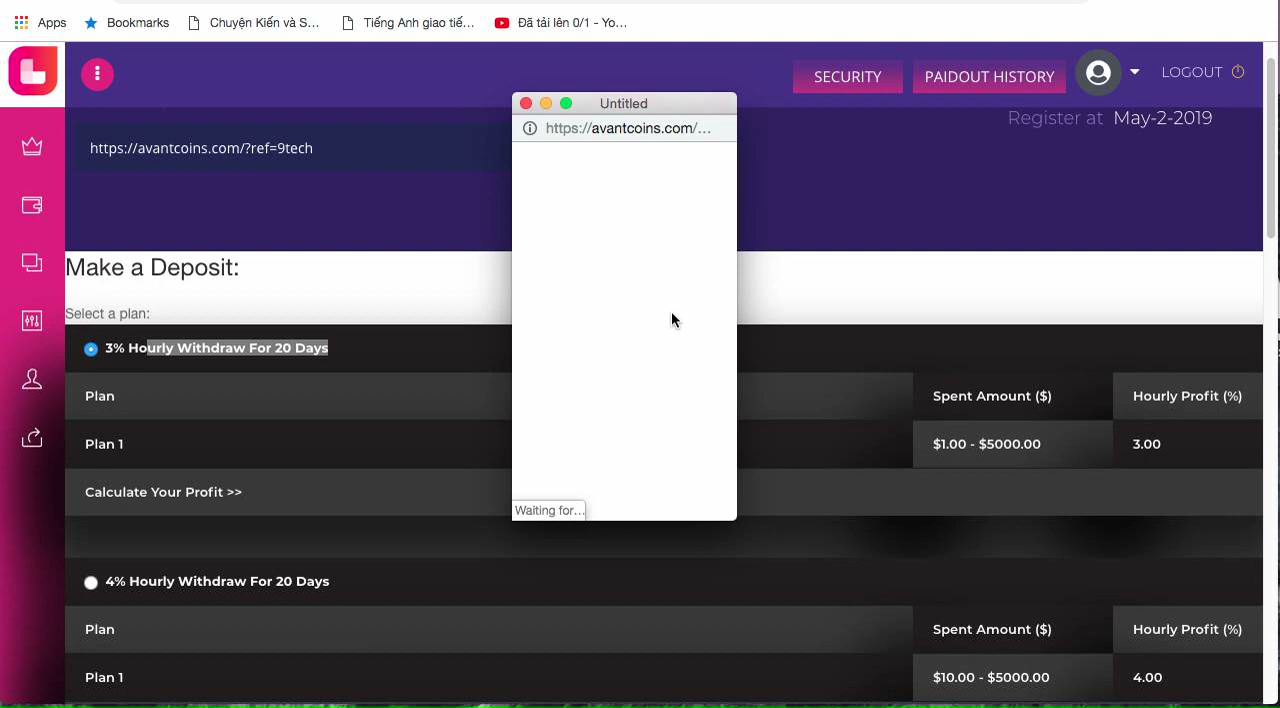 Apps
Bookmarks
Chuyện Kiến và S...
Tiếng Anh giao tiế...
Đã tải lên 0/1 - Yo...
SECURITY
PAIDOUT HISTORY
LOGOUT
Register at May-2-2019
https://avantcoins.com/?ref=9tech
Untitled
https://avantcoins.com/...
Waiting for...
Make a Deposit:
Select a plan:
3% Hourly Withdraw For 20 Days
Plan
Spent Amount ($)
Hourly Profit (%)
Plan 1
$1.00 - $5000.00
3.00
Calculate Your Profit >>
4% Hourly Withdraw For 20 Days
Plan
Spent Amount ($)
Hourly Profit (%)
Plan 1
$10.00 - $5000.00
4.00